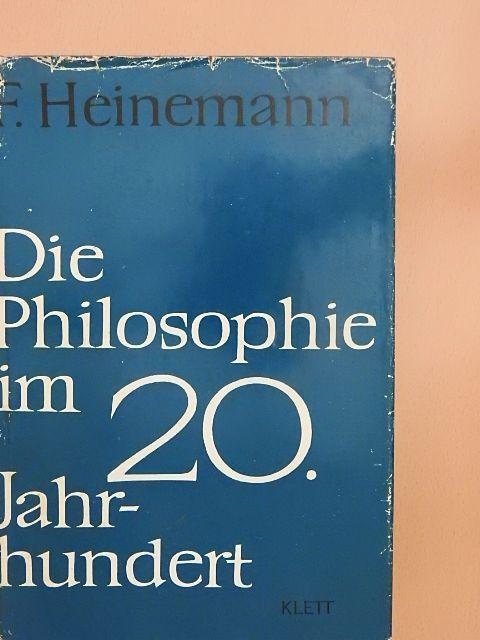 F. Heinemann
Die
Philosophie
im 20.
Jahr-
hundert
KLETT